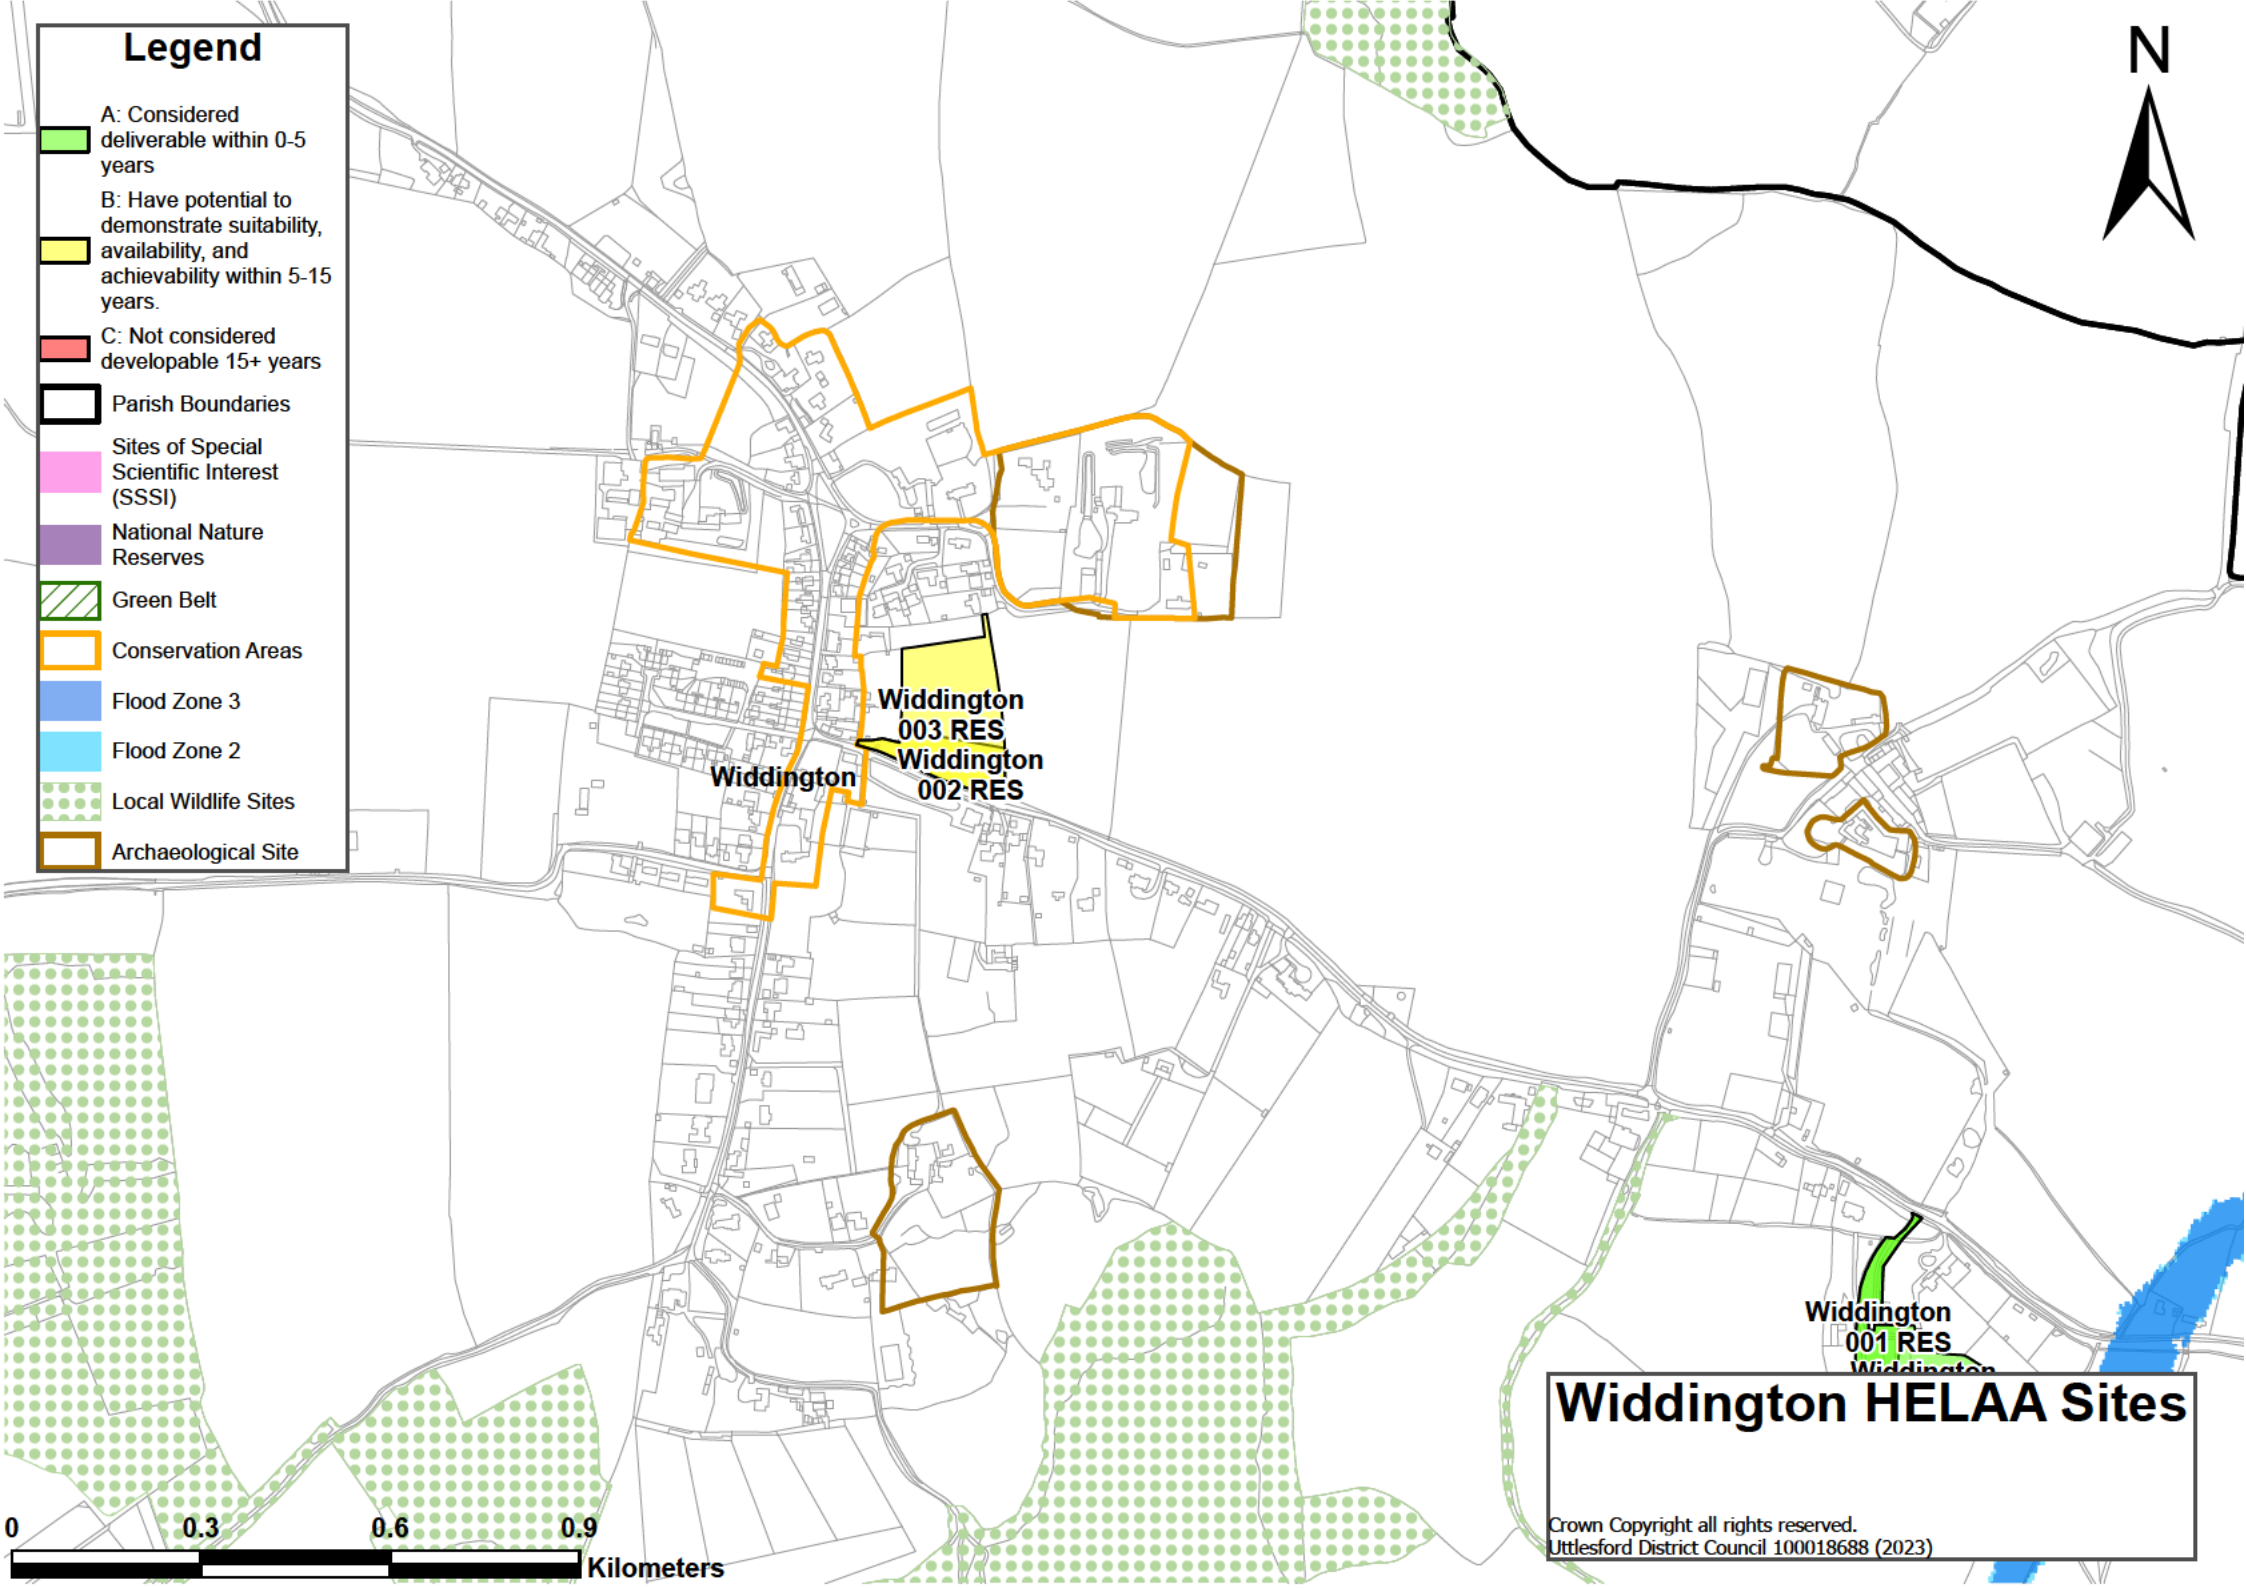 Legend
A: Considered
deliverable within 0-5
years
B: Have potential to
demonstrate suitability,
availability, and
achievability within 5-15
years.
C: Not considered
developable 15+ years
Parish Boundaries
Sites of Special
Scientific Interest
(SSSI)
National Nature
Reserves
Green Belt
Conservation Areas
Flood Zone 3
Flood Zone 2
Local Wildlife Sites
Archaeological Site
N
Widdington
003 RES
Widdington
002 RES
Widdington
Widdington
001 RES
Widdington
Widdington HELAA Sites
Crown Copyright all rights reserved.
Uttlesford District Council 100018688 (2023)
0 0.3 0.6 0.9
Kilometers